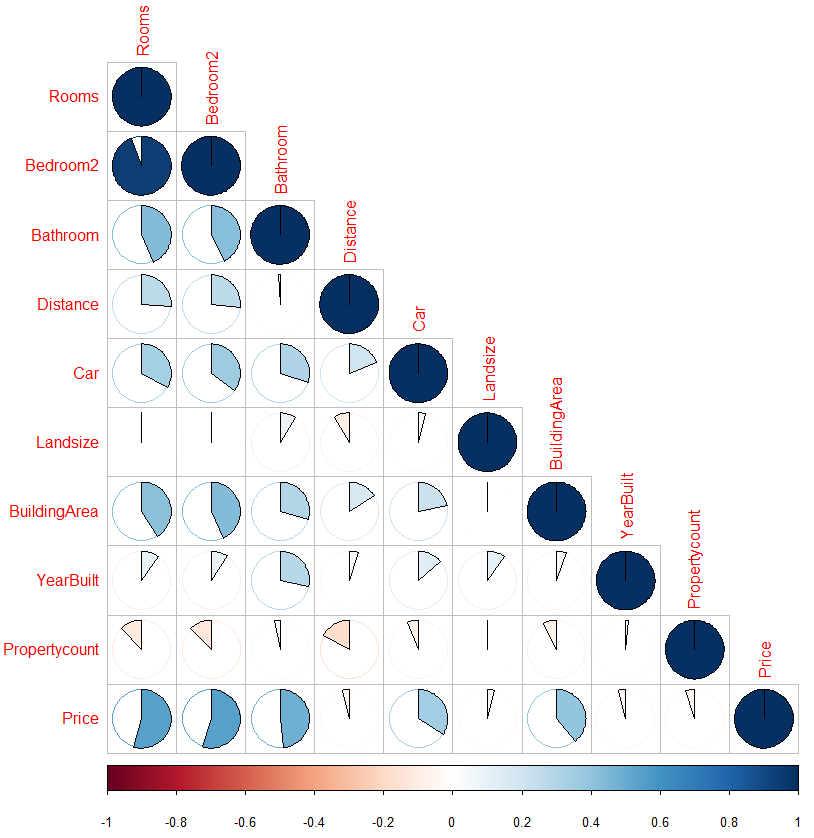 Rooms
Bedroom2
Bathroom
Distance
Car
Landsize
BuildingArea
YearBuilt
Propertycount
Price
Rooms
Bedroom2
Bathroom
Distance
Car
Landsize
BuildingArea
YearBuilt
Propertycount
Price
-1 -0.8 -0.6 -0.4 -0.2 0 0.2 0.4 0.6 0.8 1